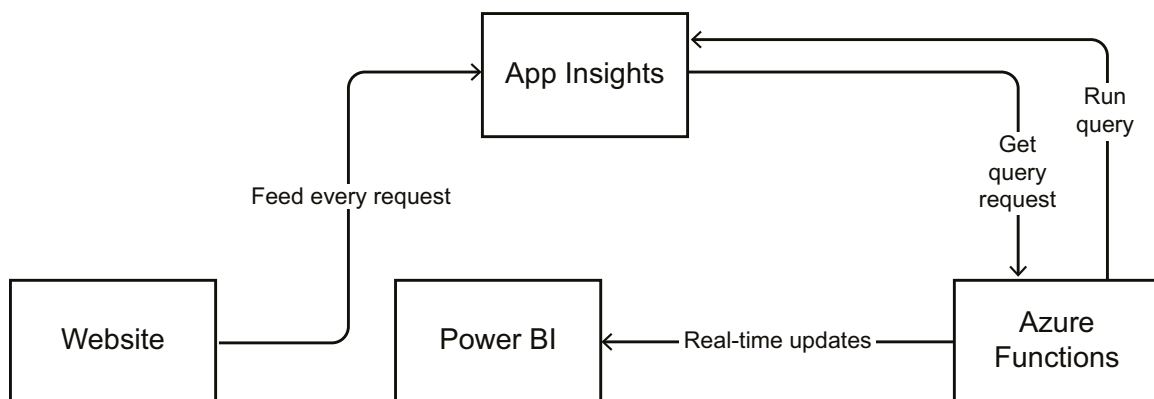 App Insights
Run
query
Get
query
request
Feed every request
Website
Power BI
Real-time updates
Azure
Functions